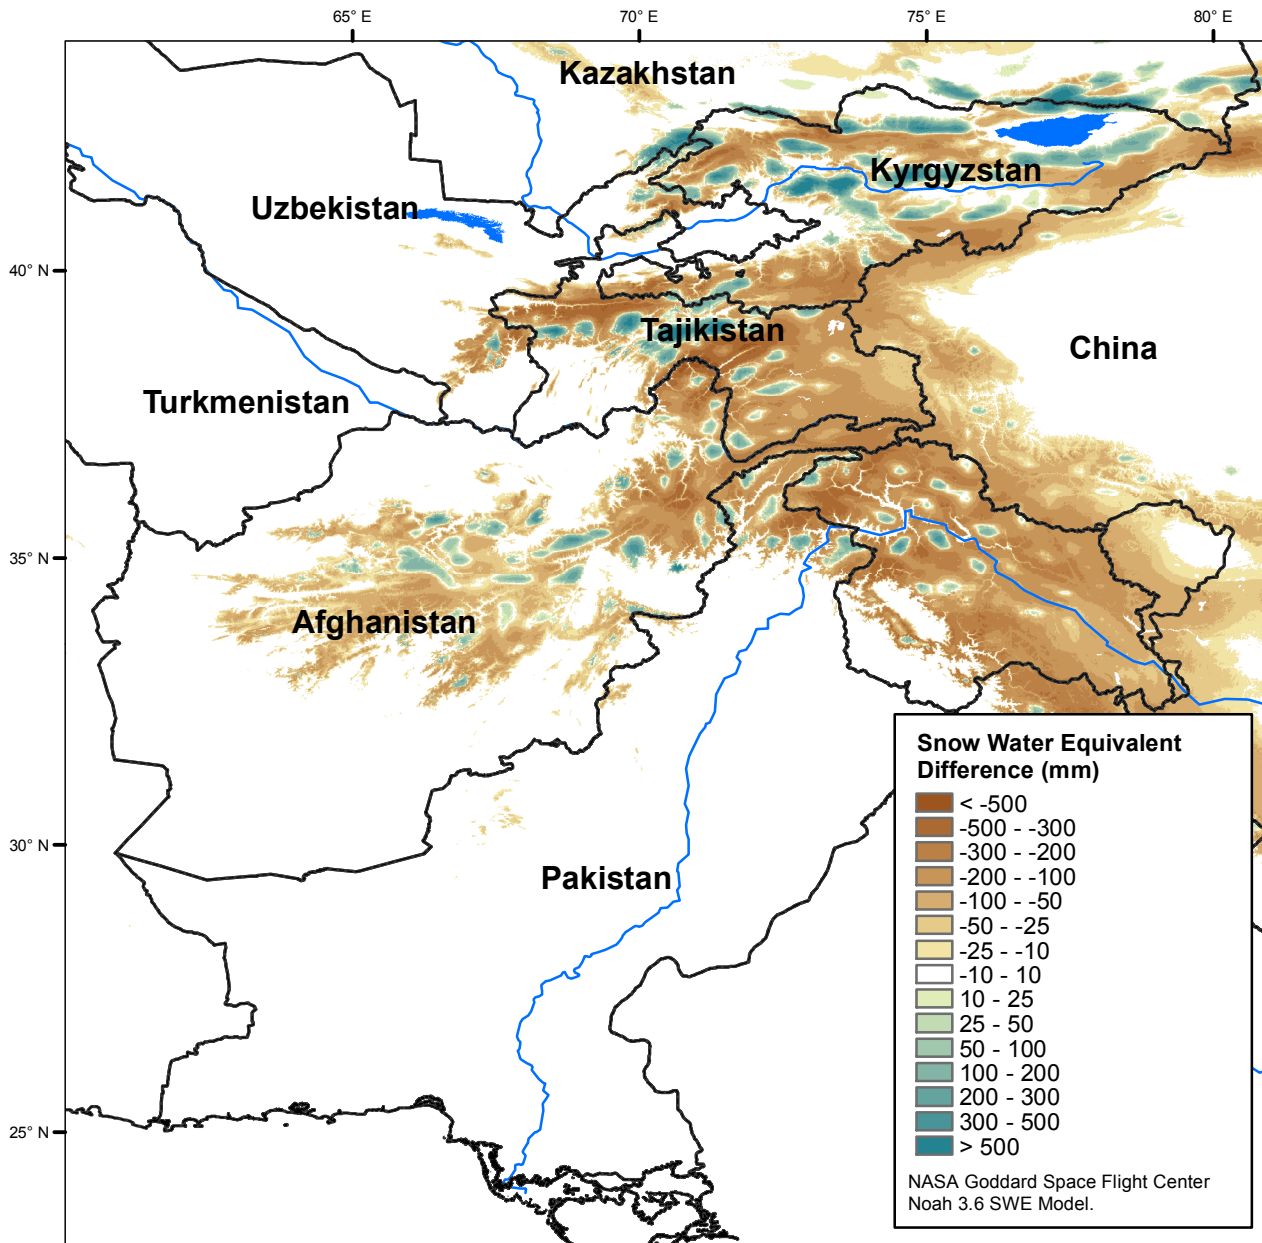 65° E
70° E
75° E
80° E
Kazakhstan
Kyrgyzstan
Uzbekistan
40° N
Tajikistan
China
Turkmenistan
35° N
Afghanistan
Snow Water Equivalent
Difference (mm)
< -500
-500 - -300
-300 - -200
-200 - -100
-100 - -50
-50 - -25
-25 - -10
-10 - 10
10 - 25
25 - 50
50 - 100
100 - 200
200 - 300
300 - 500
> 500
NASA Goddard Space Flight Center
Noah 3.6 SWE Model.
30° N
Pakistan
25° N